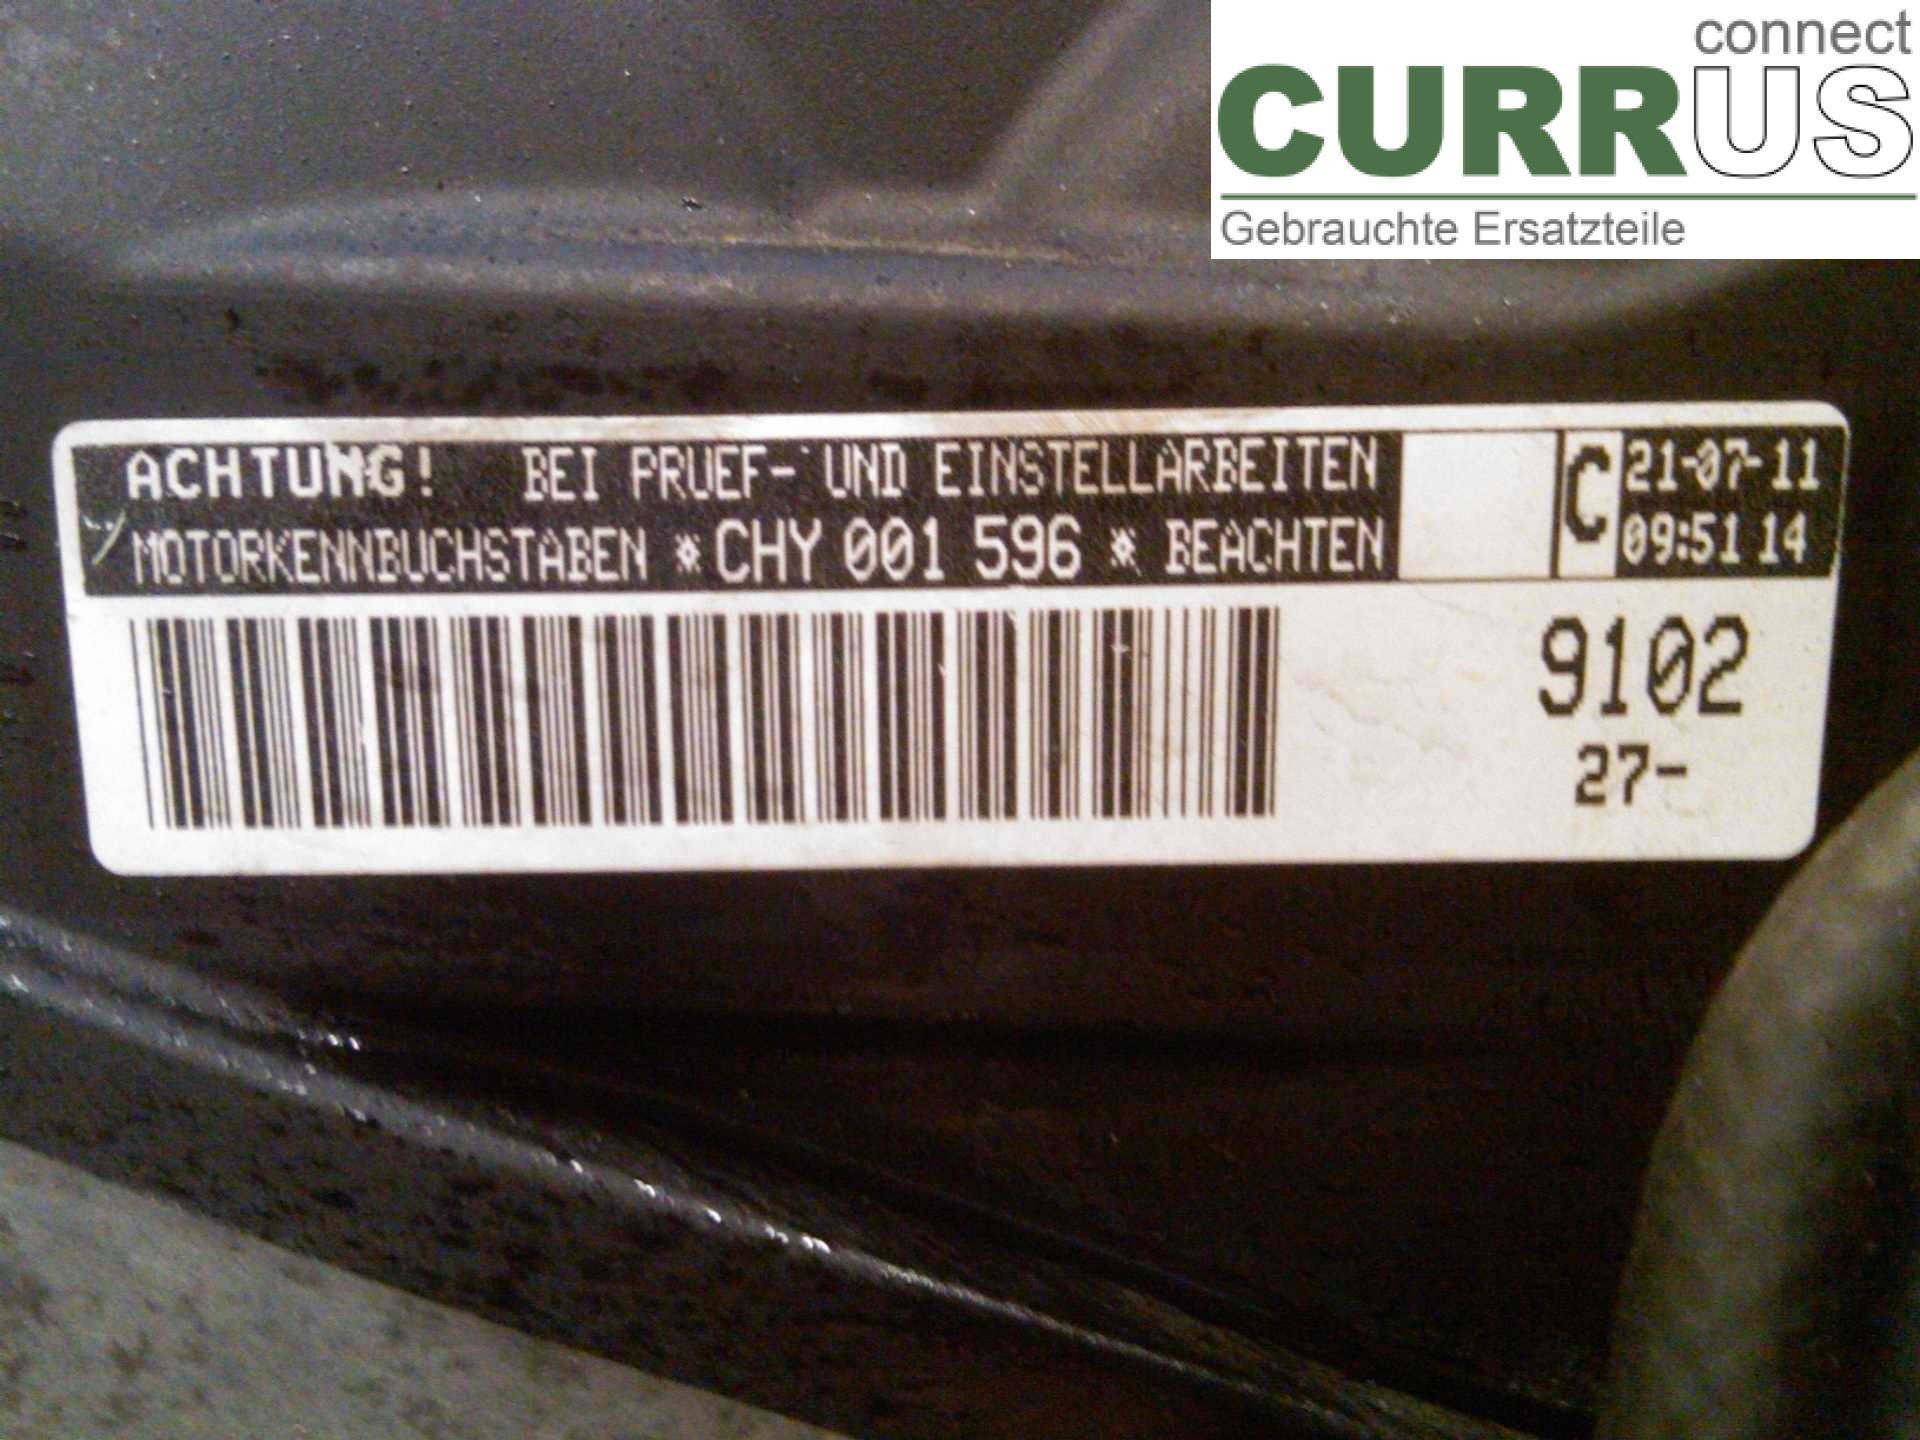 connect
CURRUS
Gebrauchte Ersatzteile
ACHTUNG! BEI PRUEF- UND EINSTELLARBEITEN
MOTORKENNBUCHSTABEN *CHY 001 596 * BEACHTEN
C
21-07-11
09:51 14
9102
27-